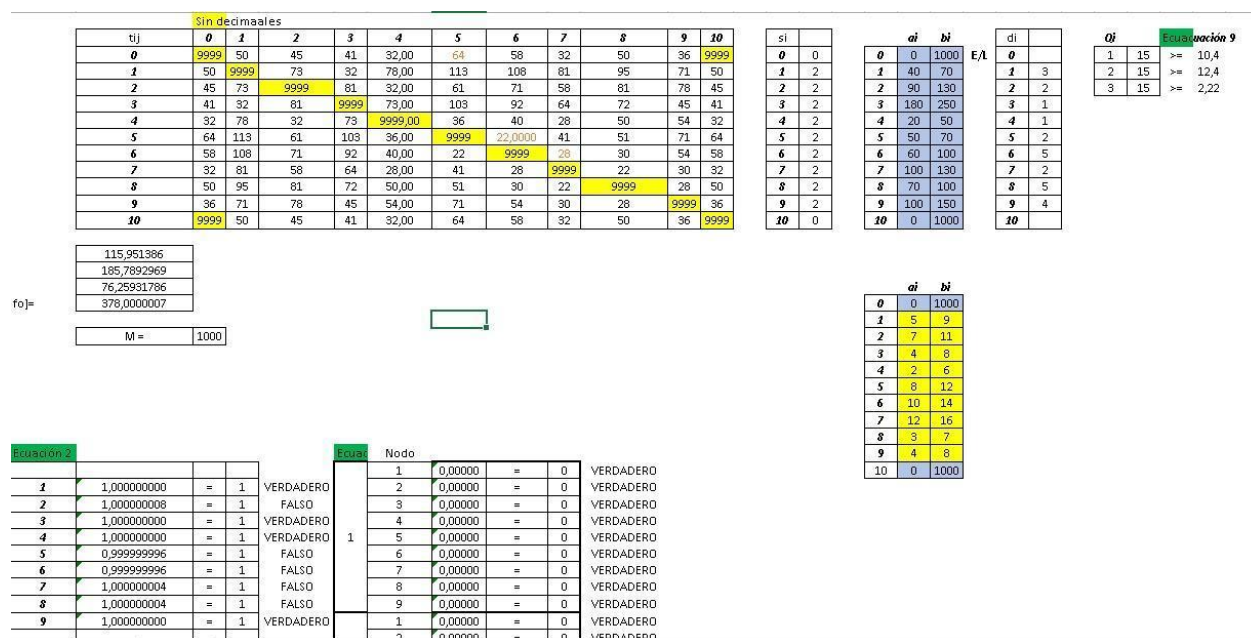 Sin decimaales
tij 0 1 2 3 4 5 6 7 8 9 10 si ai bi di Qj Ecuación 9
0 9999 50 45 41 32,00 64 58 32 50 36 9999 0 0 0 0 1000 E/L 0 1 15 >= 10,4
1 50 9999 73 32 78,00 113 108 81 95 71 50 1 2 1 40 70 1 3 2 15 >= 12,4
2 45 73 9999 81 32,00 61 71 58 81 78 45 2 2 2 90 130 2 2 3 15 >= 2,22
3 41 32 81 9999 73,00 103 92 64 72 45 41 3 2 3 180 250 3 1
4 32 78 32 73 9999,00 36 40 28 50 54 32 4 2 4 20 50 4 1
5 64 113 61 103 36,00 9999 22,0000 41 51 71 64 5 2 5 50 70 5 2
6 58 108 71 92 40,00 22 9999 28 30 54 58 6 2 6 60 100 6 5
7 32 81 58 64 28,00 41 28 9999 22 30 32 7 2 7 100 130 7 2
8 50 95 81 72 50,00 51 30 22 9999 28 50 8 2 8 70 100 8 5
9 36 71 78 45 54,00 71 54 30 28 9999 36 9 2 9 100 150 9 4
10 9999 50 45 41 32,00 64 58 32 50 36 9999 10 0 10 0 1000 10
115,951386
185,7892969
76,25931786 ai bi
fo]= 378,0000007 0 0 1000
1 5 9
M = 1000 2 7 11
3 4 8
4 2 6
5 8 12
6 10 14
7 12 16
8 3 7
Ecuación 2 Ecuac Nodo 9 4 8
1 0,00000 = 0 VERDADERO 10 0 1000
1 1,000000000 = 1 VERDADERO 2 0,00000 = 0 VERDADERO
2 1,000000008 = 1 FALSO 3 0,00000 = 0 VERDADERO
3 1,000000000 = 1 VERDADERO 4 0,00000 = 0 VERDADERO
4 1,000000000 = 1 VERDADERO 1 5 0,00000 = 0 VERDADERO
5 0,999999996 = 1 FALSO 6 0,00000 = 0 VERDADERO
6 0,999999996 = 1 FALSO 7 0,00000 = 0 VERDADERO
7 1,000000004 = 1 FALSO 8 0,00000 = 0 VERDADERO
8 1,000000004 = 1 FALSO 9 0,00000 = 0 VERDADERO
9 1,000000000 = 1 VERDADERO 1 0,00000 = 0 VERDADERO
2 0,00000 = 0 VERDADERO